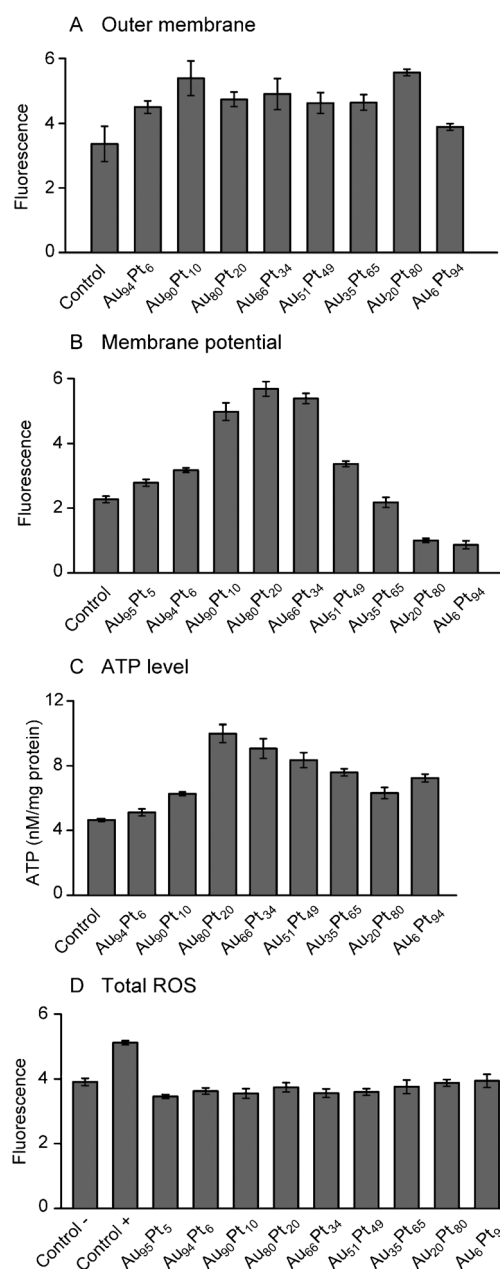 A Outer membrane
Fluorescence
6
4
2
0
Control
Au₉₄Pt₆
Au₉₀Pt₁₀
Au₈₀Pt₂₀
Au₆₆Pt₃₄
Au₅₁Pt₄₉
Au₃₅Pt₆₅
Au₂₀Pt₈₀
Au₆Pt₉₄
B Membrane potential
Fluorescence
6
4
2
0
Control
Au₉₅Pt₅
Au₉₄Pt₆
Au₉₀Pt₁₀
Au₈₀Pt₂₀
Au₆₆Pt₃₄
Au₅₁Pt₄₉
Au₃₅Pt₆₅
Au₂₀Pt₈₀
Au₆Pt₉₄
C ATP level
ATP (nM/mg protein)
12
8
4
0
Control
Au₉₄Pt₆
Au₉₀Pt₁₀
Au₈₀Pt₂₀
Au₆₆Pt₃₄
Au₅₁Pt₄₉
Au₃₅Pt₆₅
Au₂₀Pt₈₀
Au₆Pt₉₄
D Total ROS
Fluorescence
6
4
2
0
Control -
Control +
Au₉₅Pt₅
Au₉₄Pt₆
Au₉₀Pt₁₀
Au₈₀Pt₂₀
Au₆₆Pt₃₄
Au₅₁Pt₄₉
Au₃₅Pt₆₅
Au₂₀Pt₈₀
Au₆Pt₉